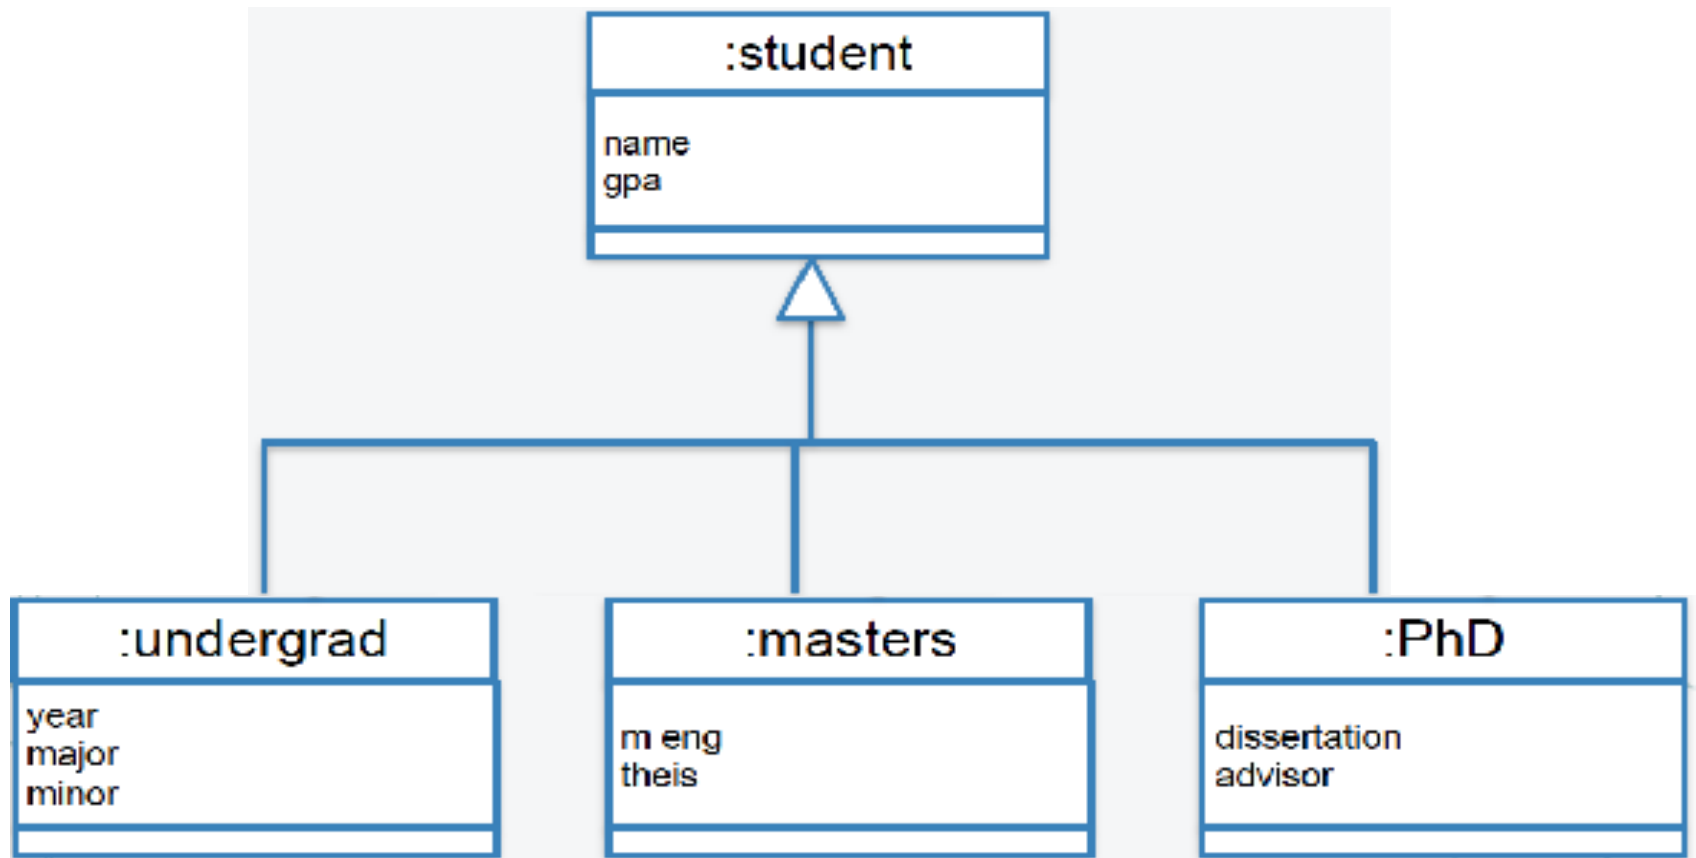 :student
name
gpa
:undergrad
year
major
minor
:masters
m eng
theis
:PhD
dissertation
advisor